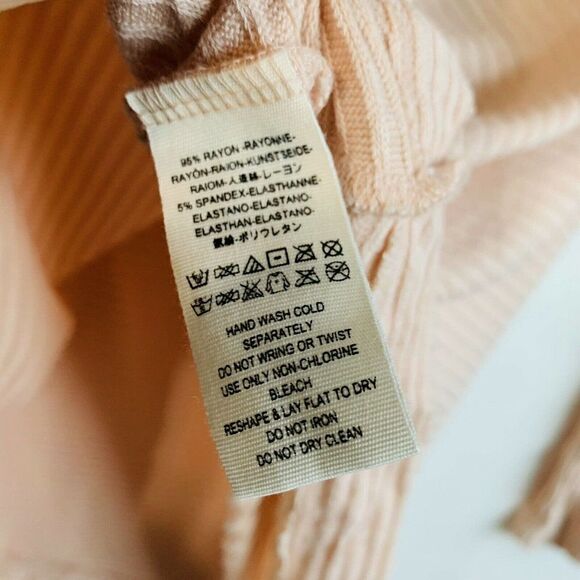 95% RAYON -RAYONNE-
RAYÓN-RAION-KUNSTSEIDE-
RAIOM-人造絲-レーヨン
5% SPANDEX-ELASTHANNE-
ELASTANO-ELASTANO-
ELASTHAN-ELASTANO-
-ポリウレタン
HAND WASH COLD
SEPARATELY
DO NOT WRING OR TWIST
USE ONLY NON-CHLORINE
BLEACH
RESHAPE & LAY FLAT TO DRY
DO NOT IRON
DO NOT DRY CLEAN